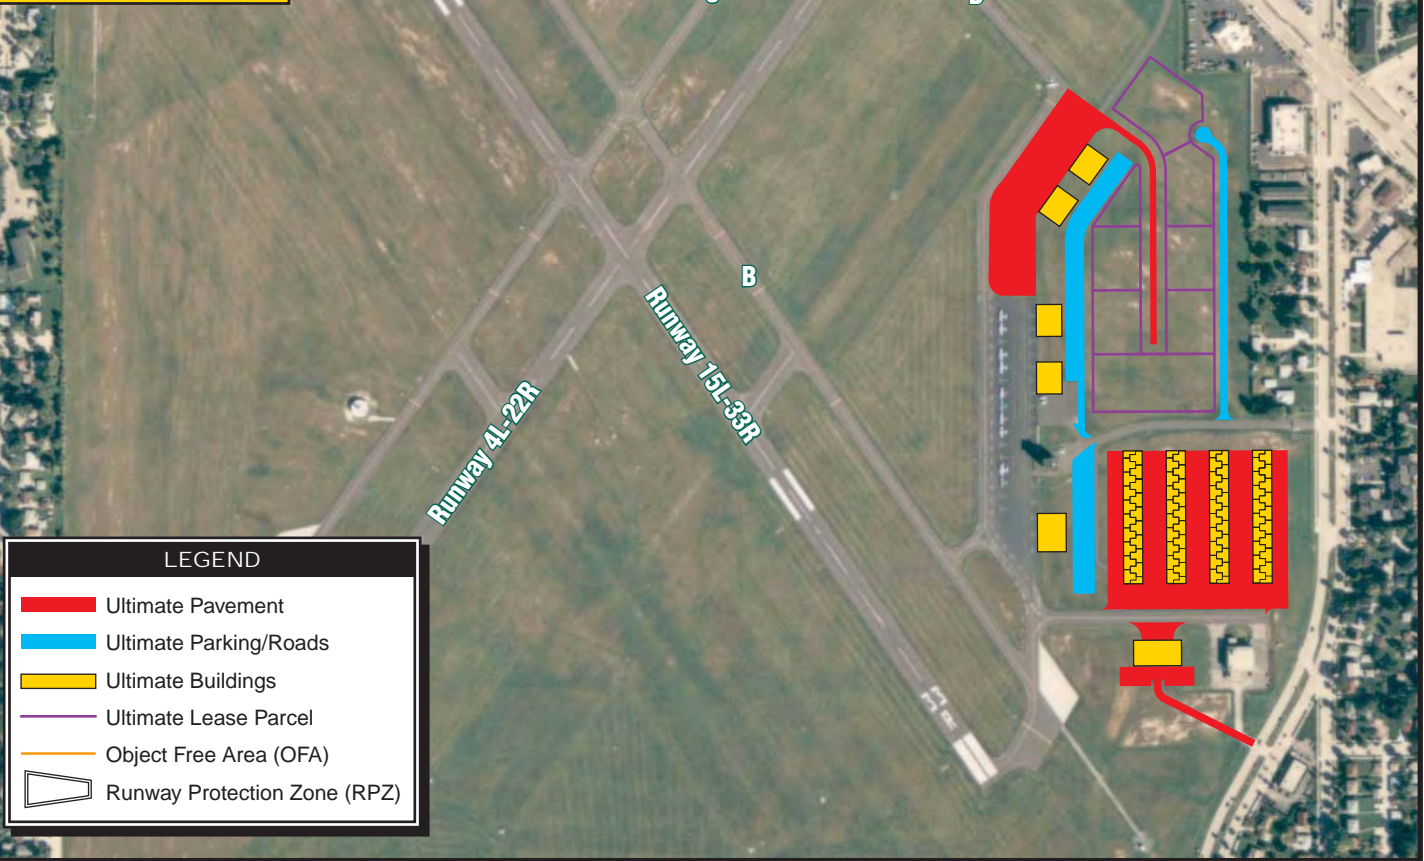 B
Runway 15L-33R
Runway 4L-22R
LEGEND
Ultimate Pavement
Ultimate Parking/Roads
Ultimate Buildings
Ultimate Lease Parcel
Object Free Area (OFA)
Runway Protection Zone (RPZ)